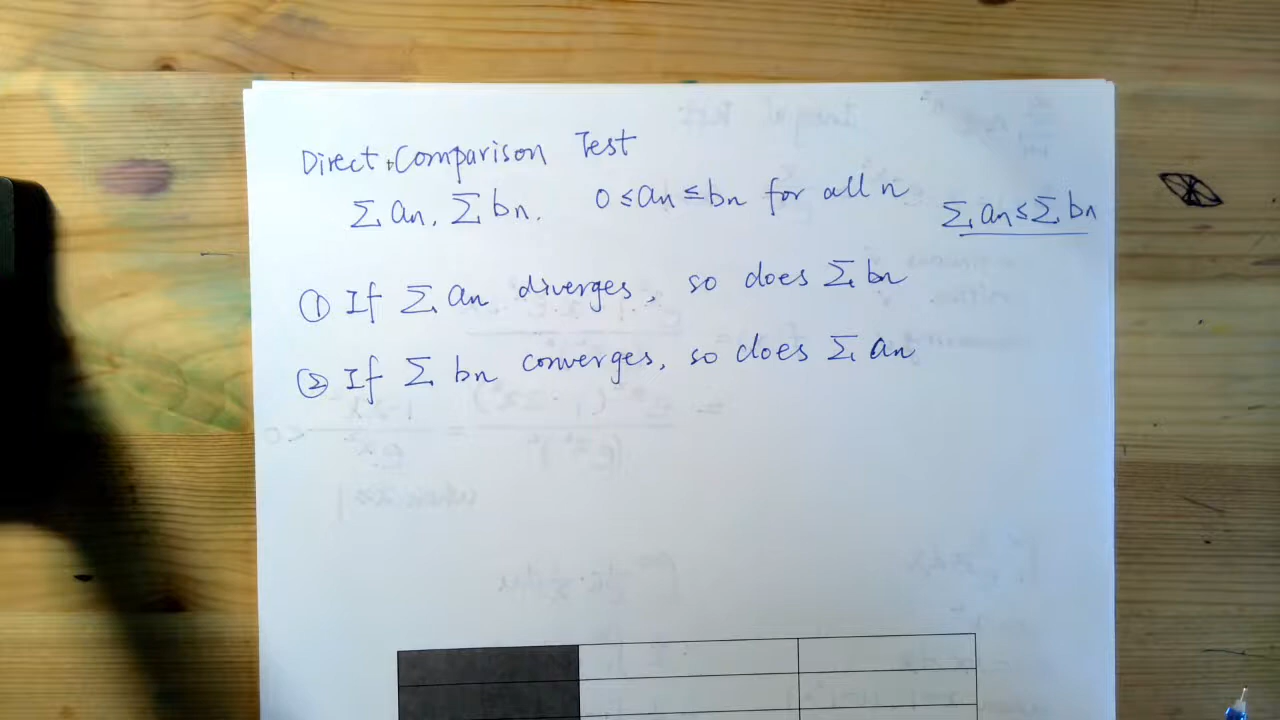 Direct Comparison Test
Σ an, Σ bn. 0 ≤ an ≤ bn for all n
Σ an ≤ Σ bn
① If Σ an diverges, so does Σ bn
② If Σ bn converges, so does Σ an